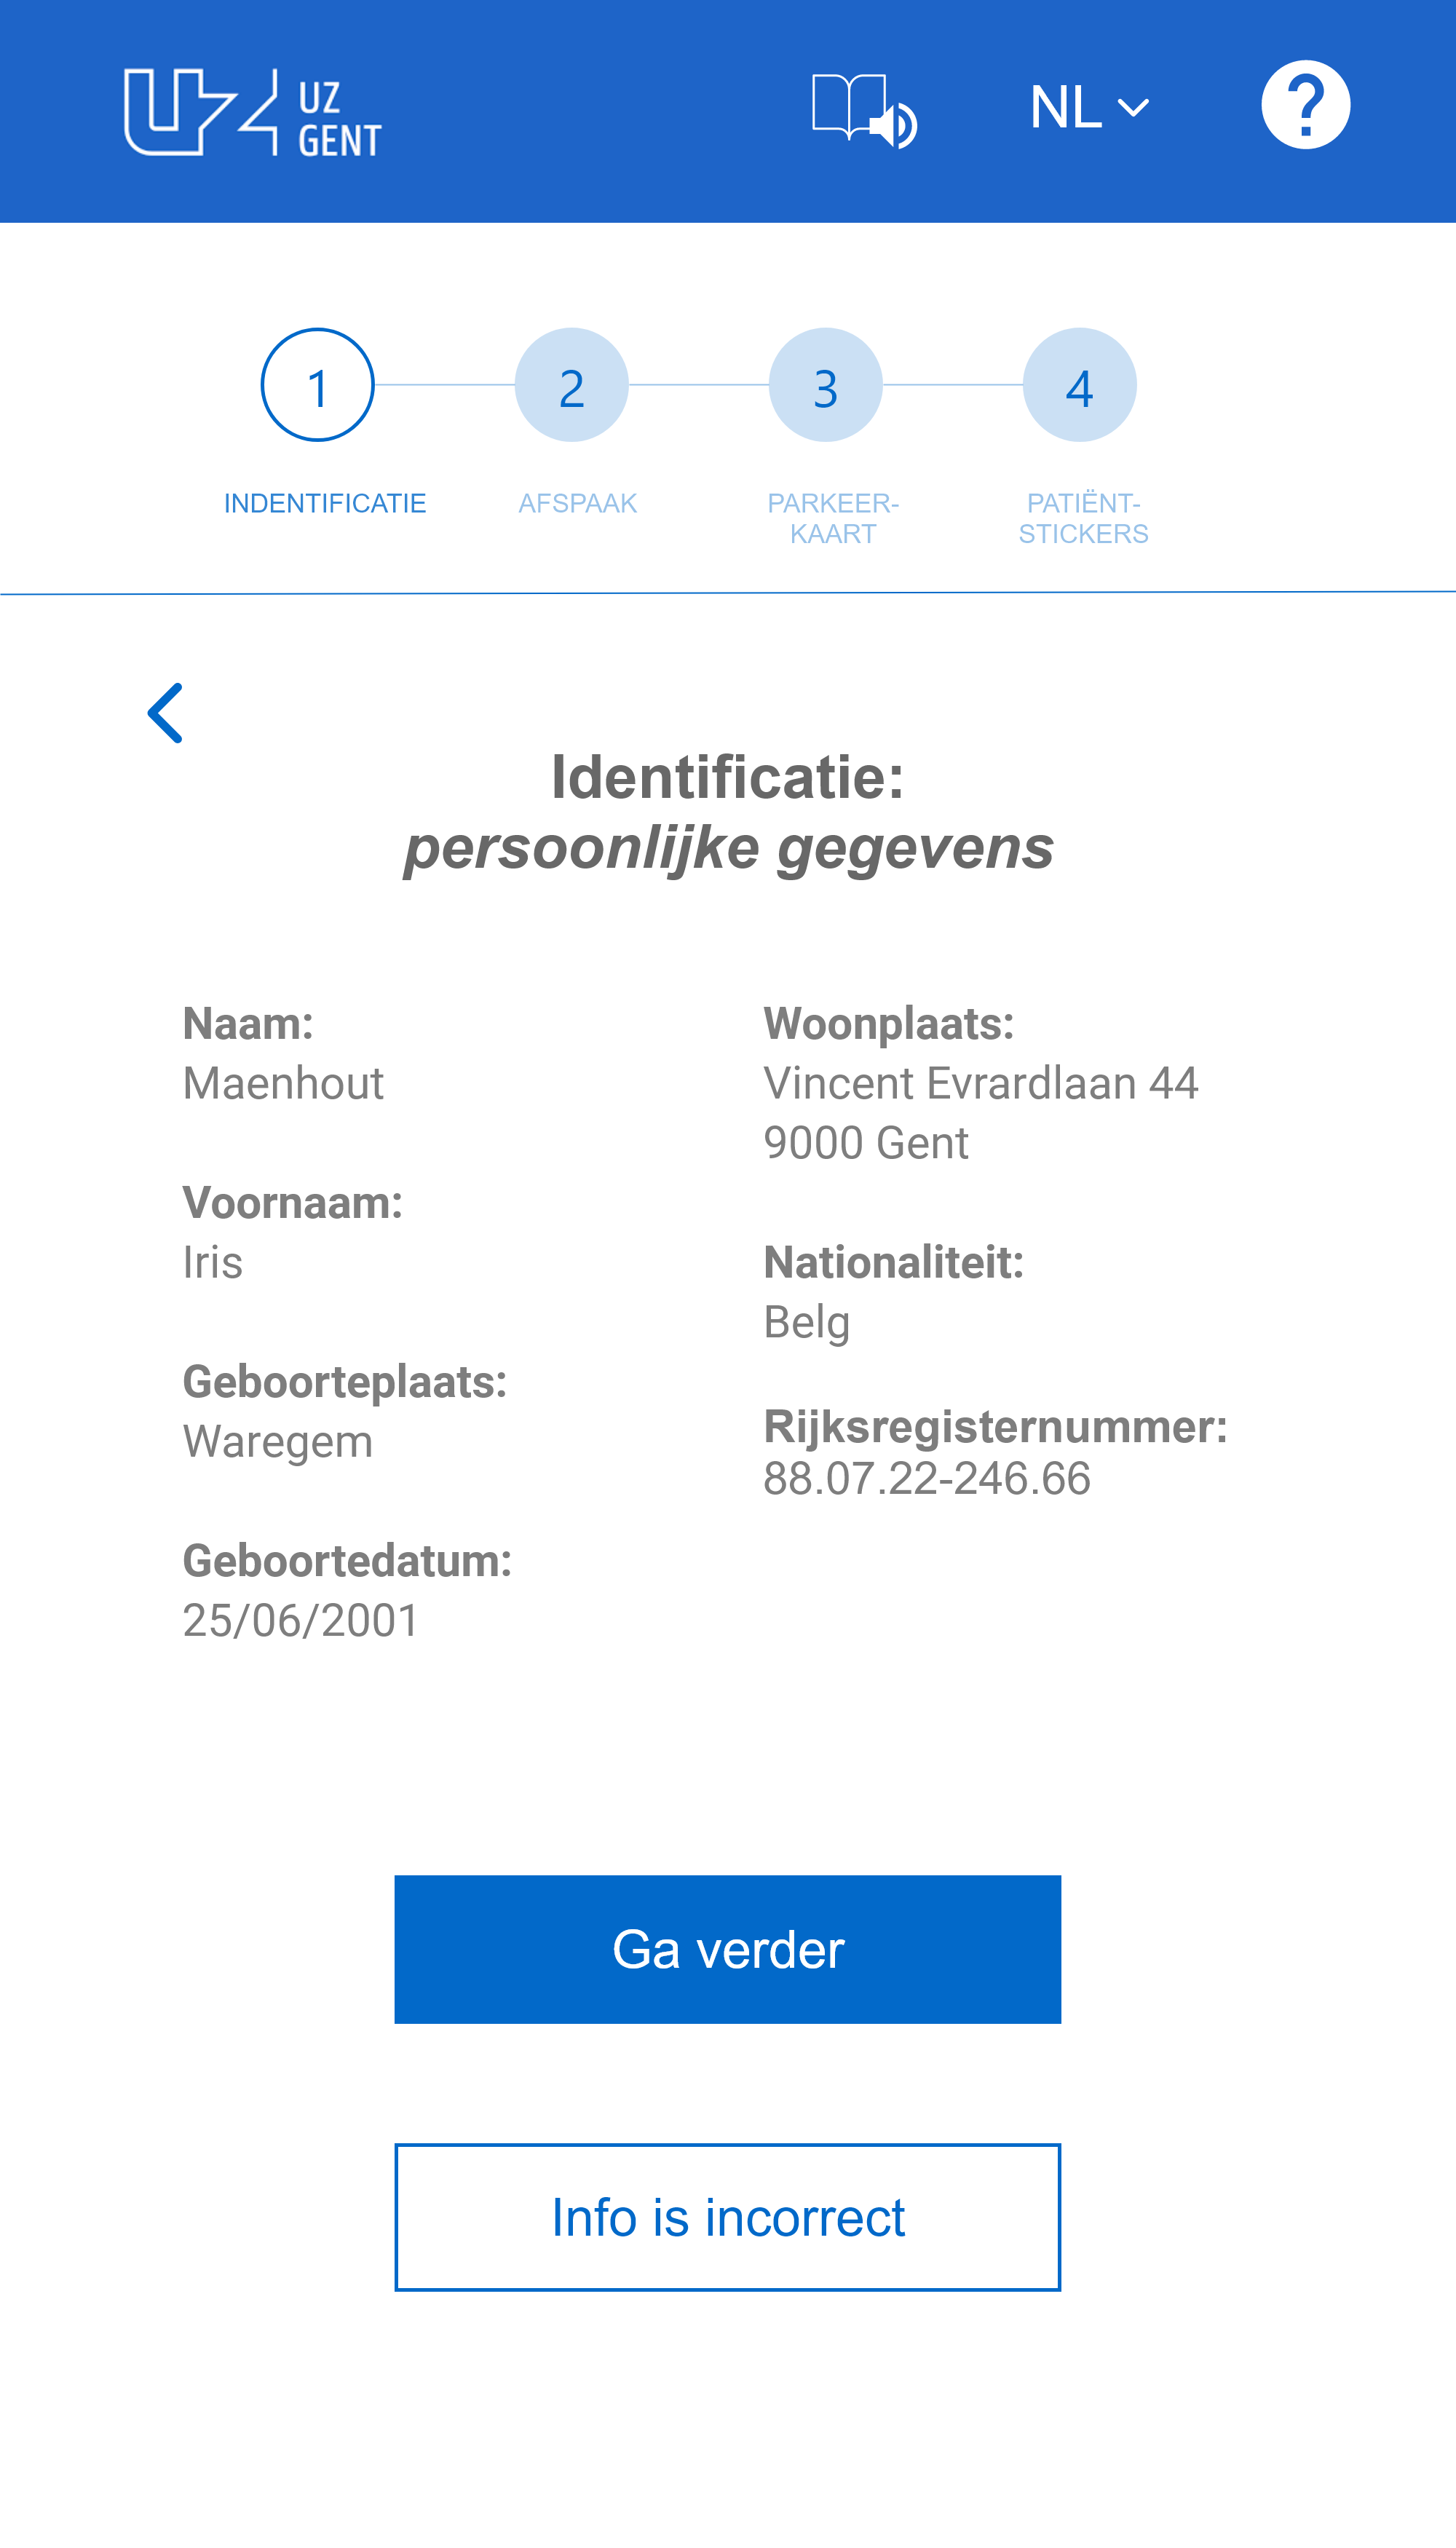 UZ
GENT
NL
?
1
2
3
4
INDENTIFICATIE
AFSPAAK
PARKEER-
KAART
PATIËNT-
STICKERS
Identificatie:
persoonlijke gegevens
Naam:
Maenhout
Voornaam:
Iris
Geboorteplaats:
Waregem
Geboortedatum:
25/06/2001
Woonplaats:
Vincent Evrardlaan 44
9000 Gent
Nationaliteit:
Belg
Rijksregisternummer:
88.07.22-246.66
Ga verder
Info is incorrect